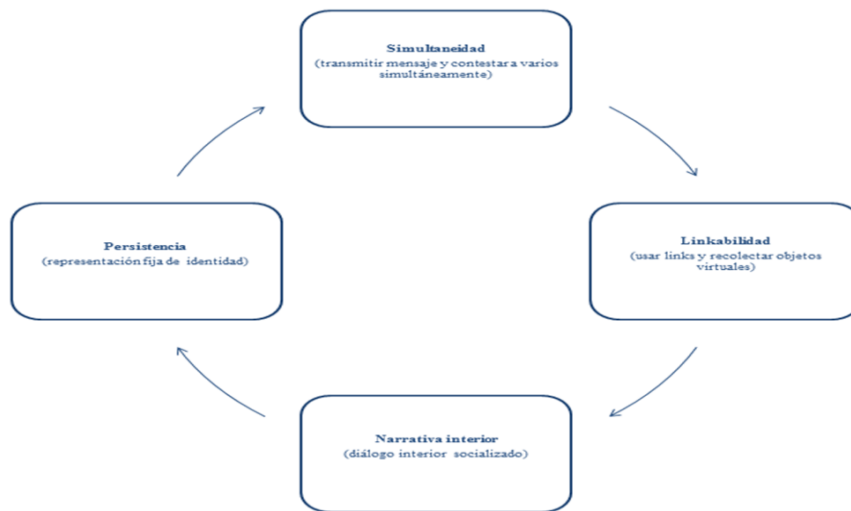 Simultaneidad
(transmitir mensaje y contestar a varios
simultáneamente)
Persistencia
(representación fija de identidad)
Linkabilidad
(usar links y recolectar objetos
virtuales)
Narrativa interior
(diálogo interior socializado)